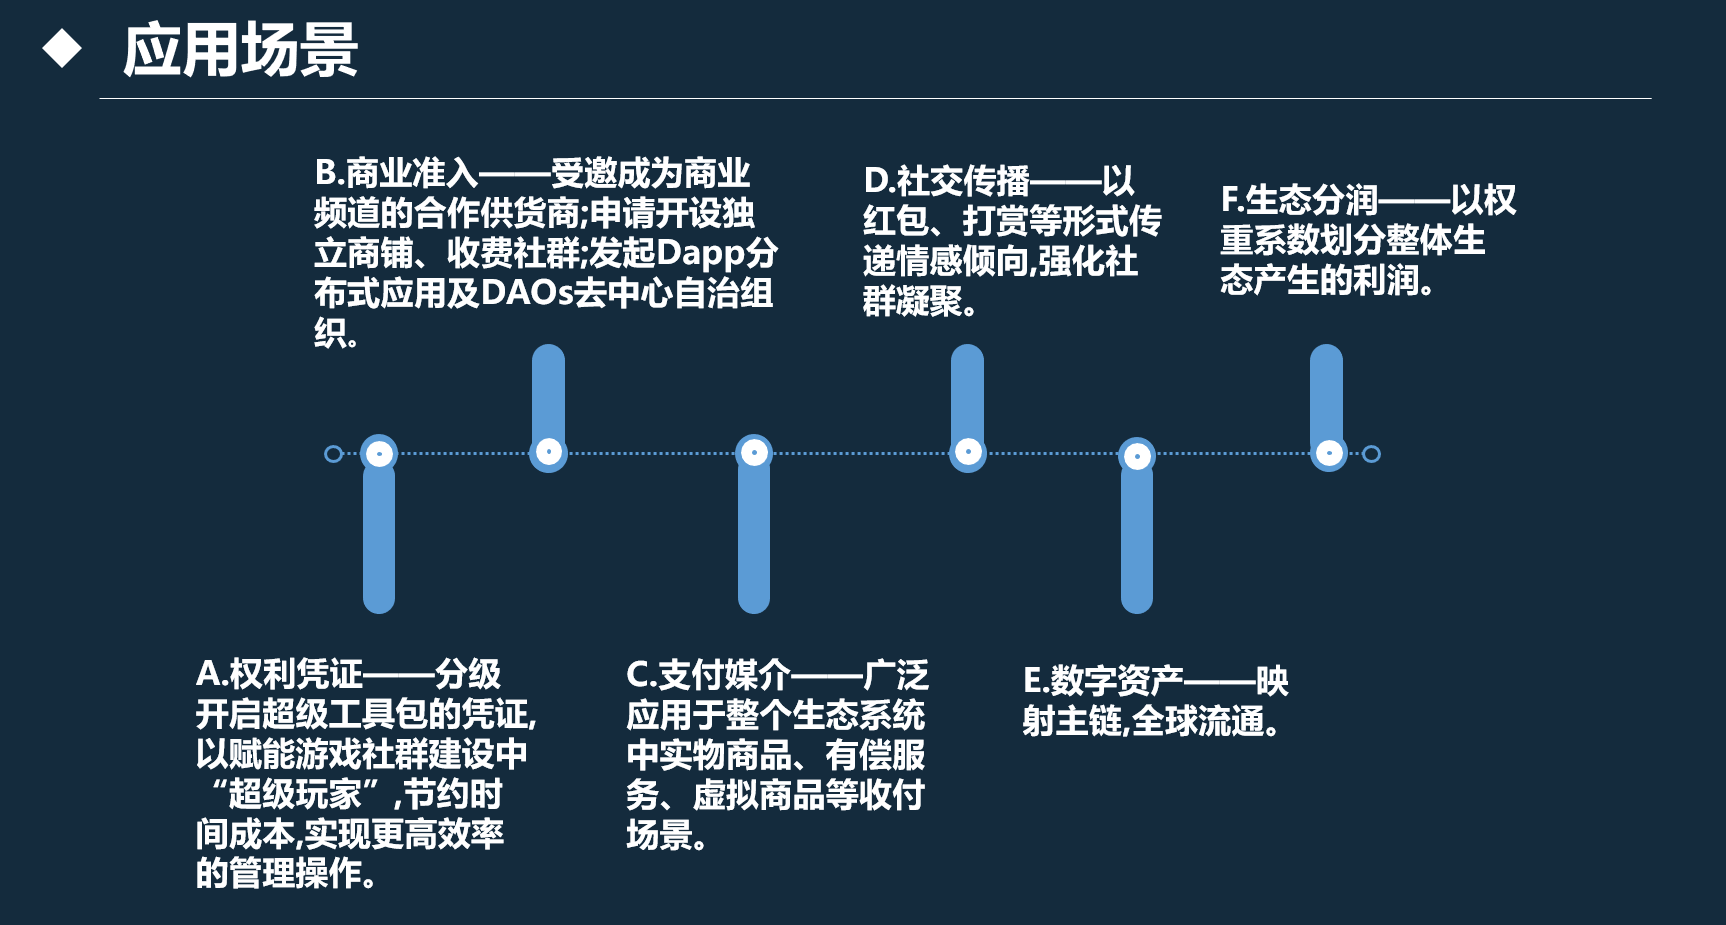 应用场景
B.商业准入——受邀成为商业
频道的合作供货商;申请开设独
立商铺、收费社群;发起Dapp分
布式应用及DAOs去中心自治组
织。
D.社交传播——以
红包、打赏等形式传
递情感倾向,强化社
群凝聚。
F.生态分润——以权
重系数划分整体生
态产生的利润。
A.权利凭证——分级
开启超级工具包的凭证,
以赋能游戏社群建设中
“超级玩家”,节约时
间成本,实现更高效率
的管理操作。
C.支付媒介——广泛
应用于整个生态系统
中实物商品、有偿服
务、虚拟商品等收付
场景。
E.数字资产——映
射主链,全球流通。